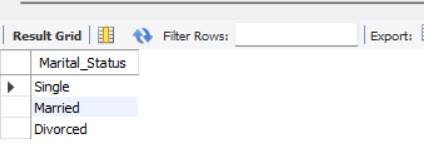 Result Grid Filter Rows: Export:
Marital_Status
Single
Married
Divorced